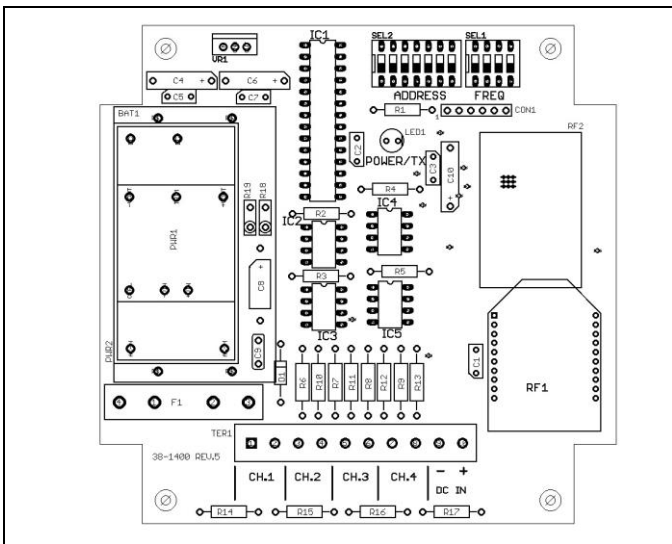 IC1
SEL2 SEL1
VR1
C4 + C6 +
C5 C7
ADDRESS FREQ
BAT1
R1
1 CON1
LED1
RF2
C2
POWER/TX
C3
C10
+
R4
R19
R18
IC4
R2
IC2
PWR1
R3
R5
C8
+
IC3 IC5
PWR2
C9
D1
R6 R10 R7 R11 R8 R12 R9 R13
C1
RF1
F1
TER1
38-1400 REV.5
CH.1 CH.2 CH.3 CH.4 - +
DC IN
R14 R15 R16 R17